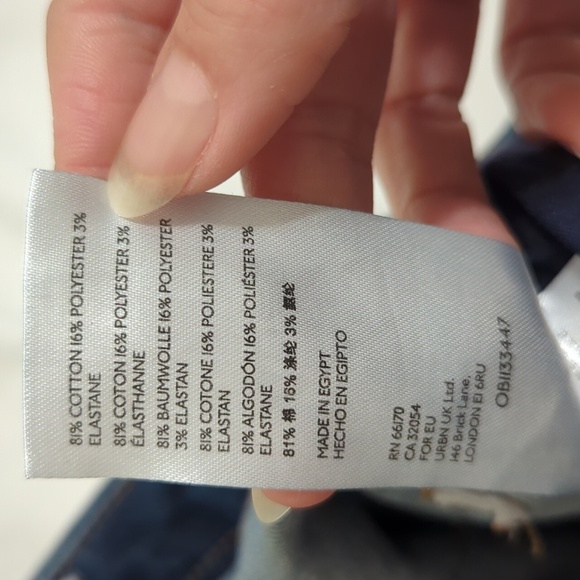 81% COTTON 16% POLYESTER 3%
ELASTANE
81% COTON 16% POLYESTER 3%
ÉLASTHANNE
81% BAUMWOLLE 16% POLYESTER
3% ELASTAN
81% COTONE 16% POLIESTERE 3%
ELASTAN
81% ALGODÓN 16% POLIÉSTER 3%
ELASTANE
81% 棉 16% 涤纶 3% 氨纶
MADE IN EGYPT
HECHO EN EGIPTO
RN 66170
CA 32054
FOR EU
URBN UK Ltd.
146 Brick Lane,
LONDON E1 6RU
OB1133447